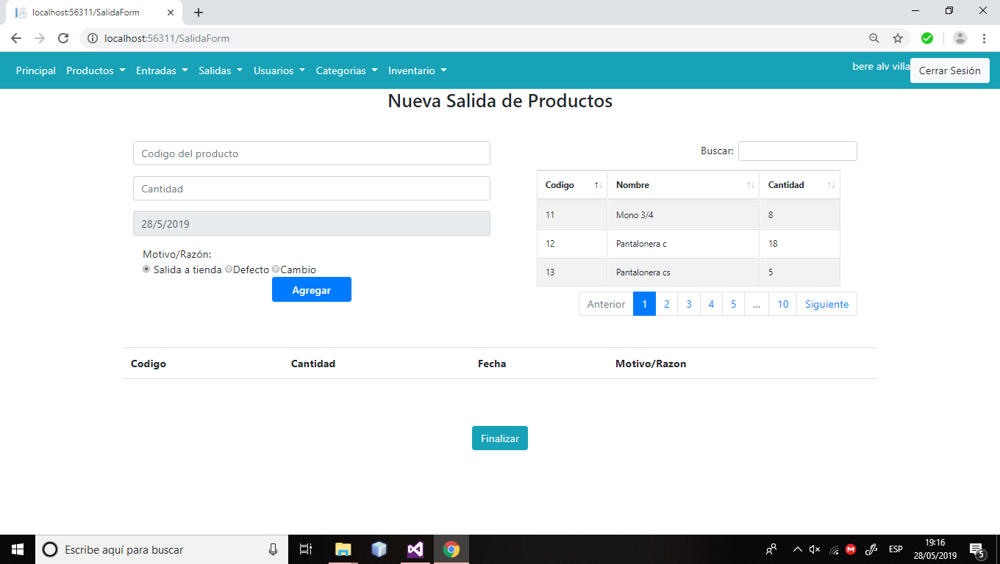 localhost:56311/SalidaForm
localhost:56311/SalidaForm
Principal Productos Entradas Salidas Usuarios Categorias Inventario bere alv villa Cerrar Sesión
Nueva Salida de Productos
Codigo del producto
Cantidad
28/5/2019
Motivo/Razón:
Salida a tienda Defecto Cambio
Agregar
Buscar:
Codigo Nombre Cantidad
11 Mono 3/4 8
12 Pantalonera c 18
13 Pantalonera cs 5
Anterior 1 2 3 4 5 ... 10 Siguiente
Codigo Cantidad Fecha Motivo/Razon
Finalizar
Escribe aquí para buscar
M
ESP
19:16
28/05/2019
5